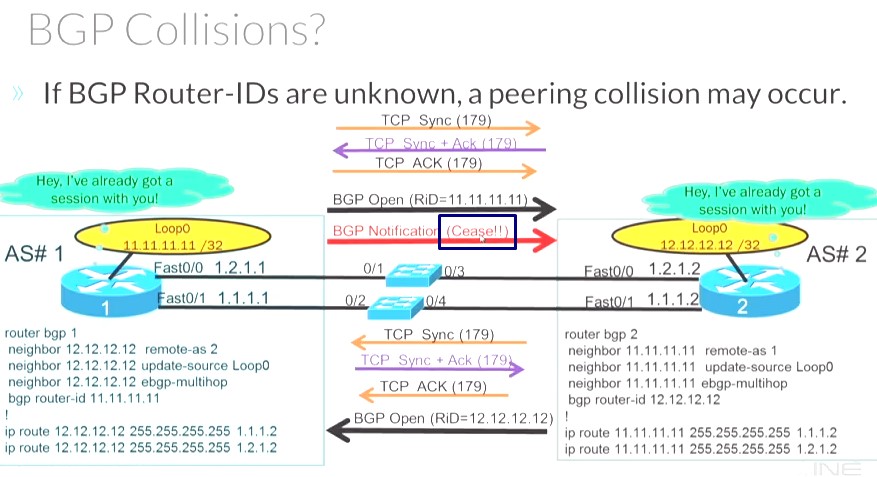 BGP Collisions?
» If BGP Router-IDs are unknown, a peering collision may occur.
TCP Sync (179)
TCP Sync + Ack (179)
TCP ACK (179)
Hey, I've already got a
session with you!
Hey, I've already got a
session with you!
BGP Open (RiD=11.11.11.11)
BGP Notification (Cease!!)
Loop0
11.11.11.11 /32
Loop0
12.12.12.12 /32
AS# 1
AS# 2
Fast0/0 1.2.1.1
0/1
0/3
Fast0/0 1.2.1.2
Fast0/1 1.1.1.1
0/2
0/4
Fast0/1 1.1.1.2
1
2
router bgp 1
neighbor 12.12.12.12 remote-as 2
neighbor 12.12.12.12 update-source Loop0
neighbor 12.12.12.12 ebgp-multihop
bgp router-id 11.11.11.11
!
ip route 12.12.12.12 255.255.255.255 1.1.1.2
ip route 12.12.12.12 255.255.255.255 1.2.1.2
TCP Sync (179)
TCP Sync + Ack (179)
TCP ACK (179)
BGP Open (RiD=12.12.12.12)
router bgp 2
neighbor 11.11.11.11 remote-as 1
neighbor 11.11.11.11 update-source Loop0
neighbor 11.11.11.11 ebgp-multihop
bgp router-id 12.12.12.12
!
ip route 11.11.11.11 255.255.255.255 1.1.1.2
ip route 11.11.11.11 255.255.255.255 1.2.1.2
INE